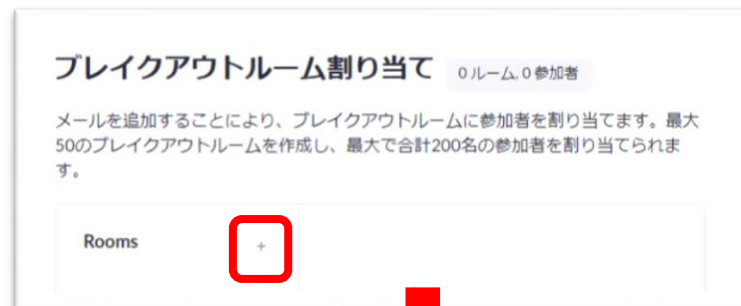 ブレイクアウトルーム割り当て 0 ルーム, 0 参加者
メールを追加することにより、ブレイクアウトルームに参加者を割り当てます。最大
50のブレイクアウトルームを作成し、最大で合計200名の参加者を割り当てられま
す。
Rooms +